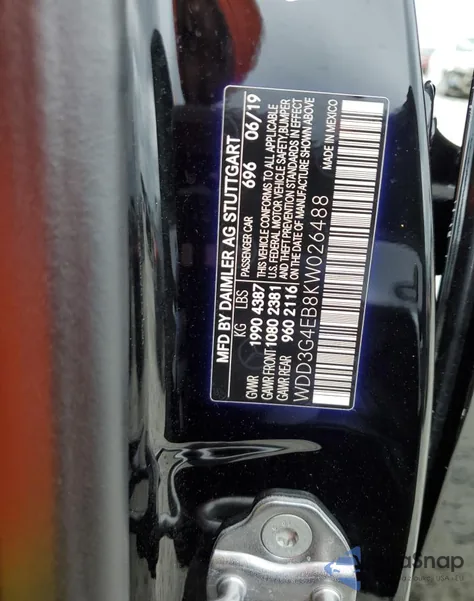 MFD BY DAIMLER AG STUTTGART
KG LBS PASSENGER CAR 696 06/19
GVWR 1990 4387
GAWR FRONT 1080 2381
GAWR REAR 960 2116
THIS VEHICLE CONFORMS TO ALL APPLICABLE
U.S. FEDERAL MOTOR VEHICLE SAFETY, BUMPER
AND THEFT PREVENTION STANDARDS IN EFFECT
ON THE DATE OF MANUFACTURE SHOWN ABOVE
MADE IN MEXICO
WDD3G4EB8KW026488